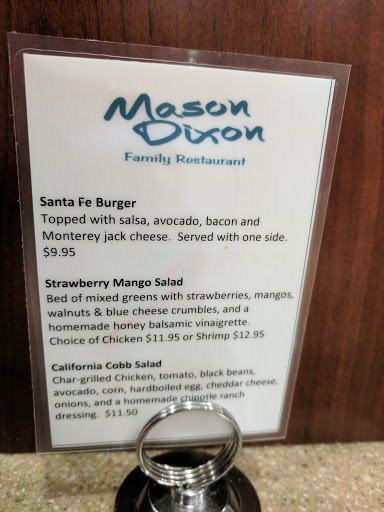 Mason
Dixon
Family Restaurant
Santa Fe Burger
Topped with salsa, avocado, bacon and
Monterey jack cheese. Served with one side.
$9.95
Strawberry Mango Salad
Bed of mixed greens with strawberries, mangos,
walnuts & blue cheese crumbles, and a
homemade honey balsamic vinaigrette.
Choice of Chicken $11.95 or Shrimp $12.95
California Cobb Salad
Char-grilled Chicken, tomato, black beans,
avocado, corn, hardboiled egg, cheddar cheese,
onions, and a homemade chipotle ranch
dressing. $11.50